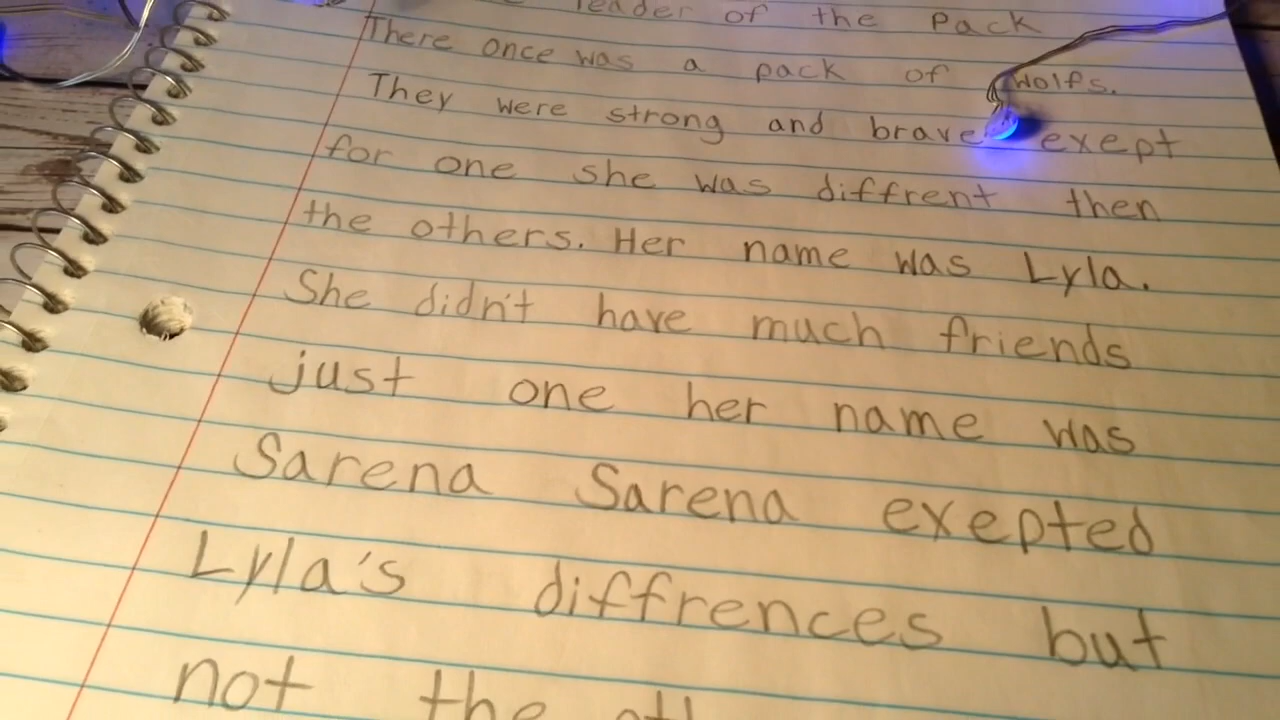 leader of the Pack
There once was a pack of wolfs.
They were strong and brave exept
for one she was diffrent then
the others. Her name was Lyla.
She didn't have much friends
just one her name was
Sarena Sarena exepted
Lyla's diffrences but
not the